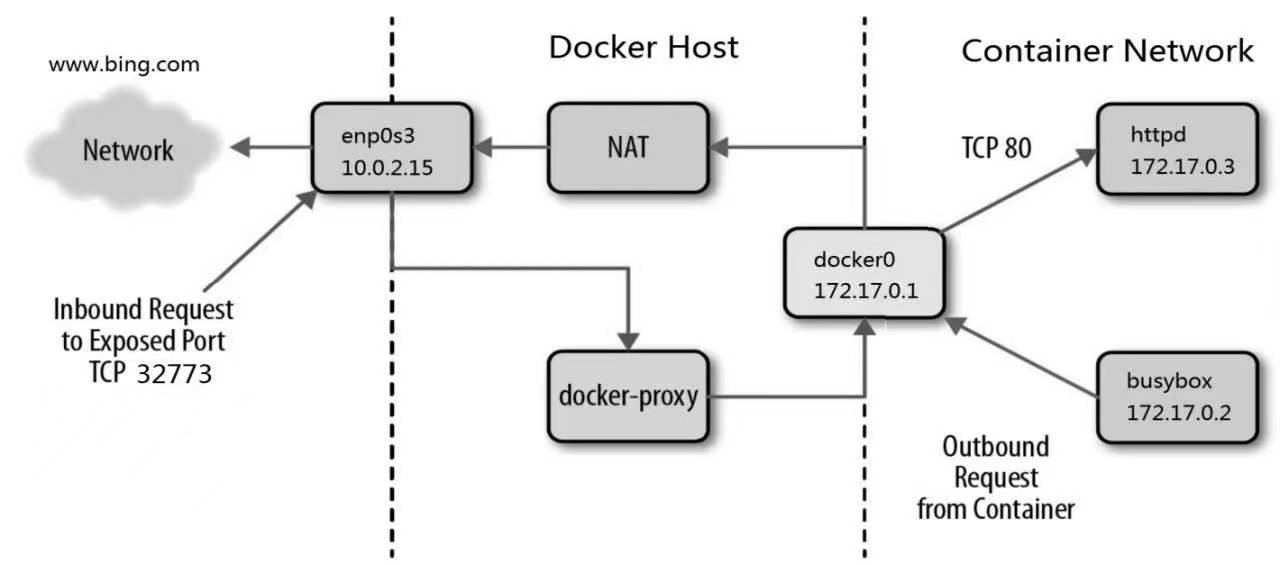 Docker Host
Container Network
www.bing.com
Network
enp0s3
10.0.2.15
NAT
TCP 80
httpd
172.17.0.3
docker0
172.17.0.1
Inbound Request
to Exposed Port
TCP 32773
docker-proxy
busybox
172.17.0.2
Outbound
Request
from Container